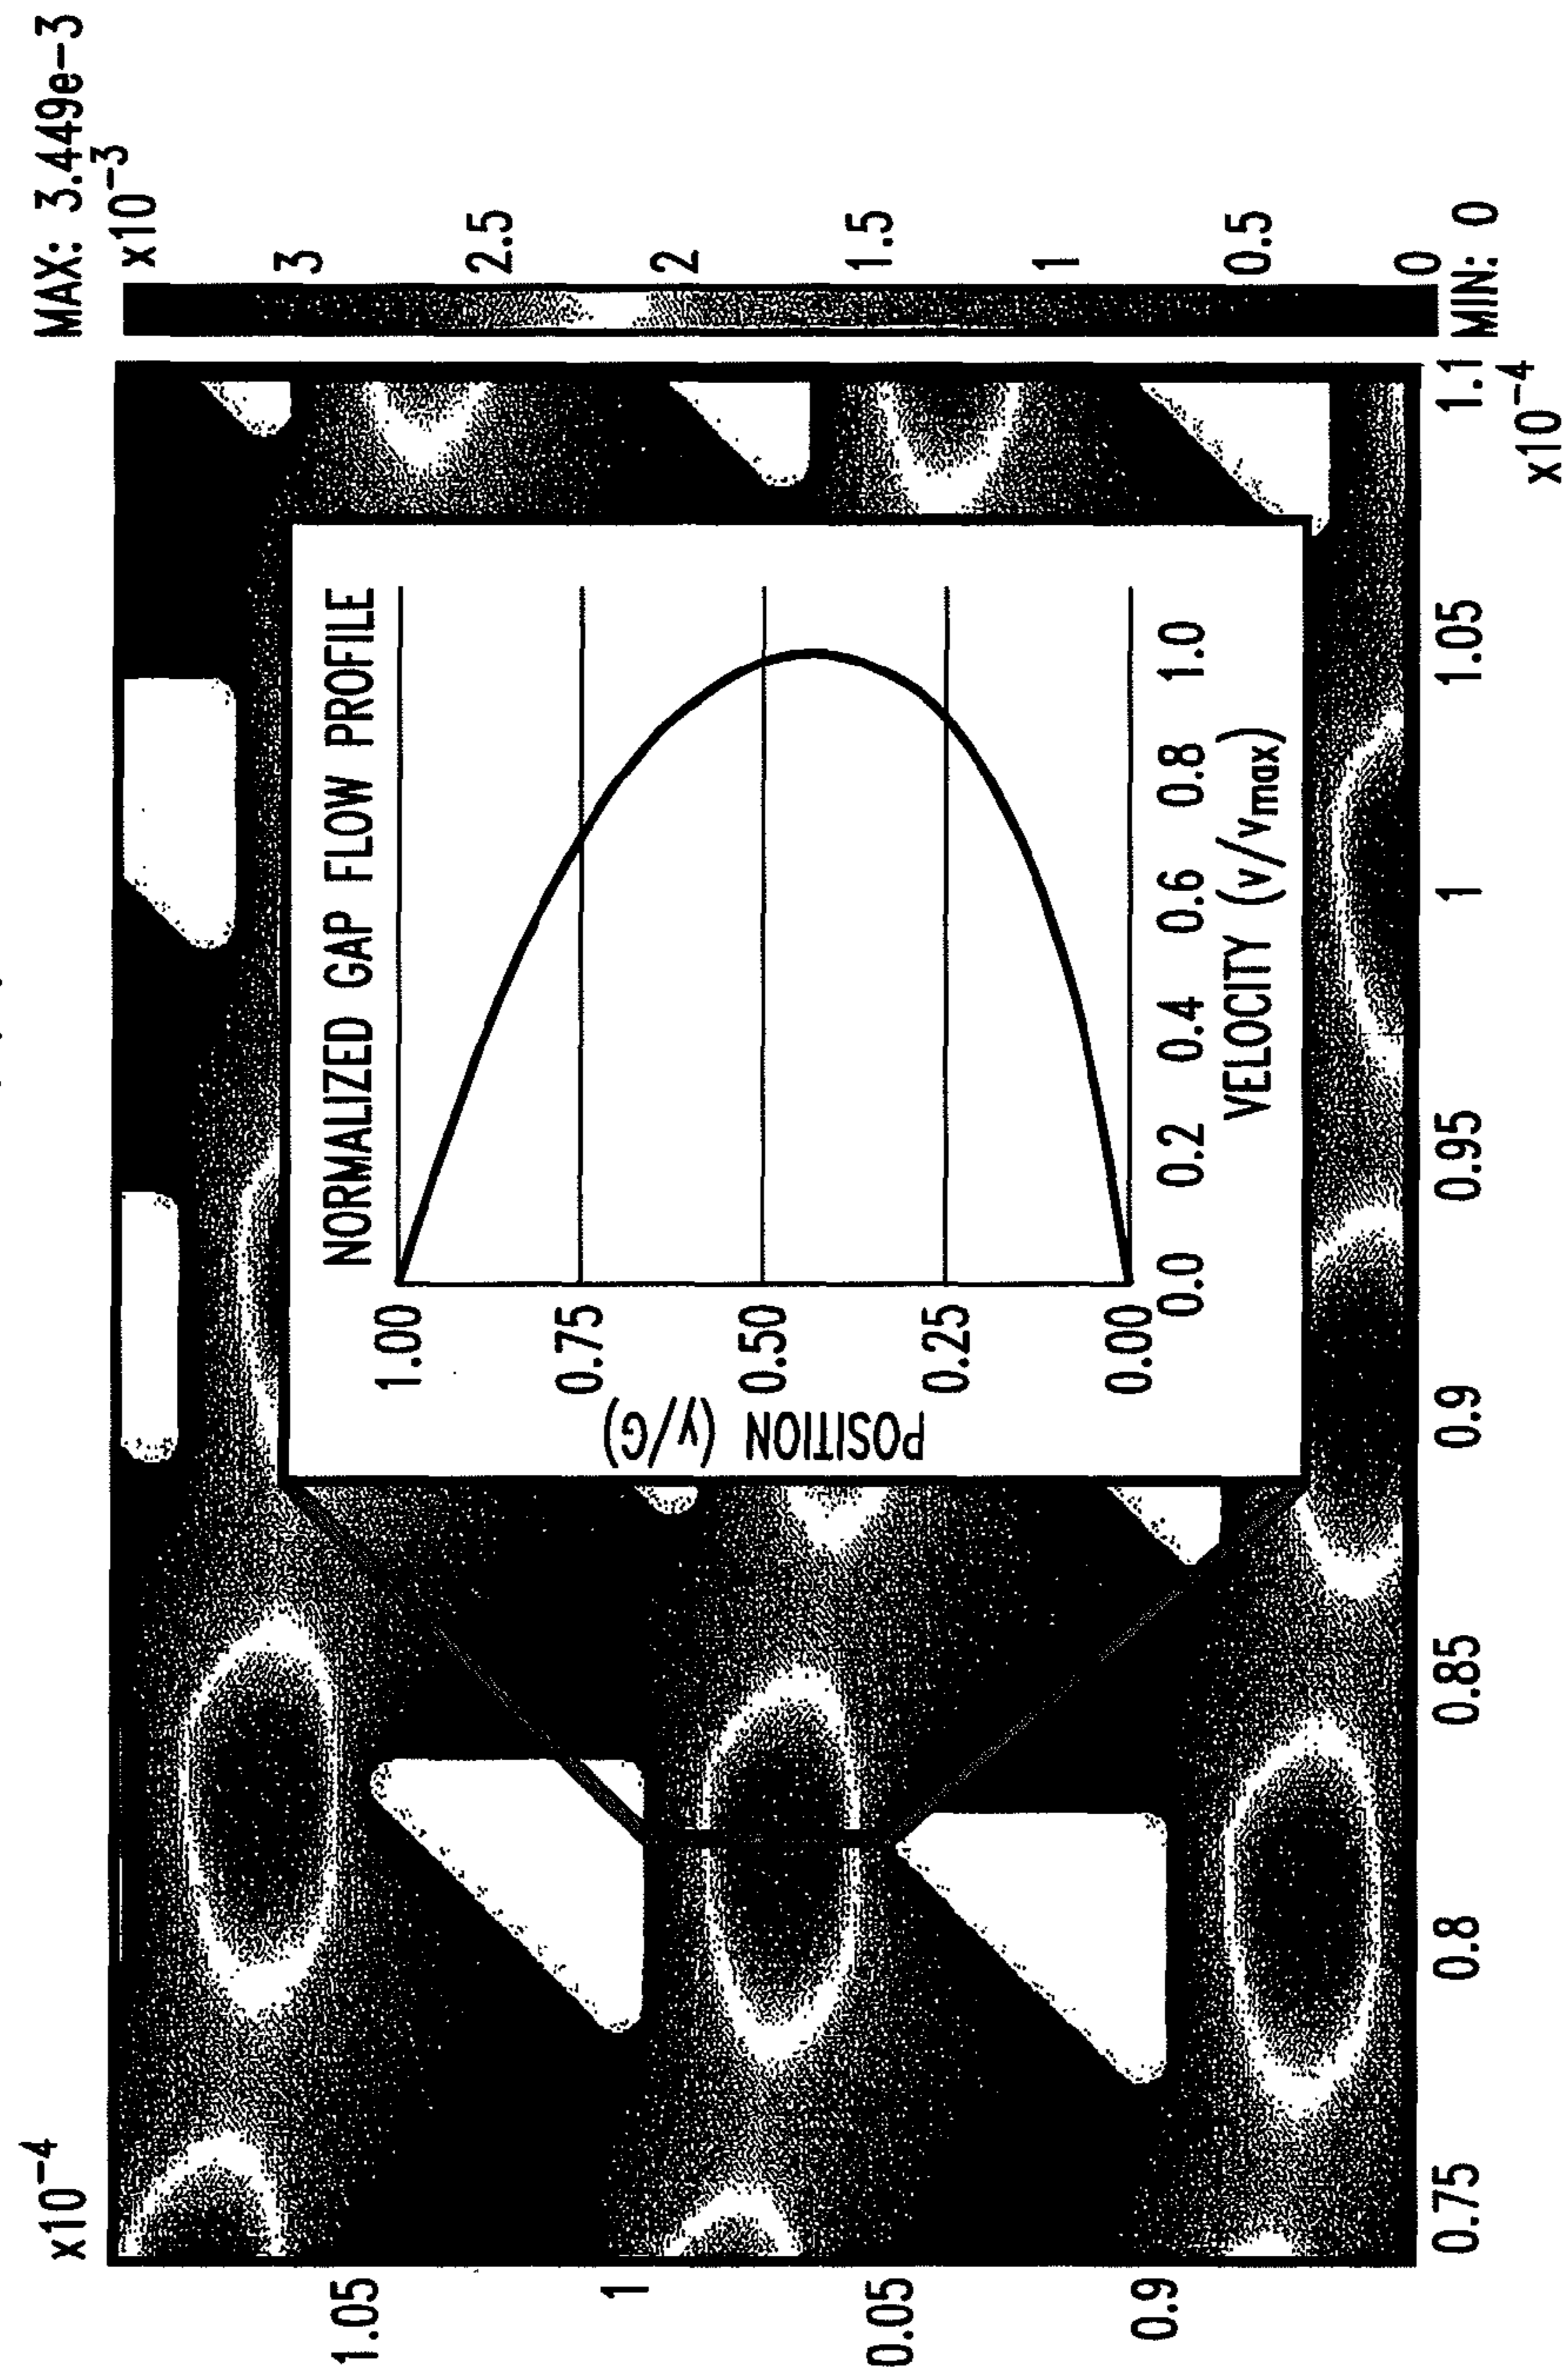 MAX: 3.449e-3
x10-4
x10-3
1.05
1
0.05
0.9
NORMALIZED GAP FLOW PROFILE
POSITION (y/G)
1.00
0.75
0.50
0.25
0.00
0.0 0.2 0.4 0.6 0.8 1.0
VELOCITY (v/vmax)
3
2.5
2
1.5
1
0.5
0
MIN: 0
0.75 0.8 0.85 0.9 0.95 1 1.05 1.1
x10-4